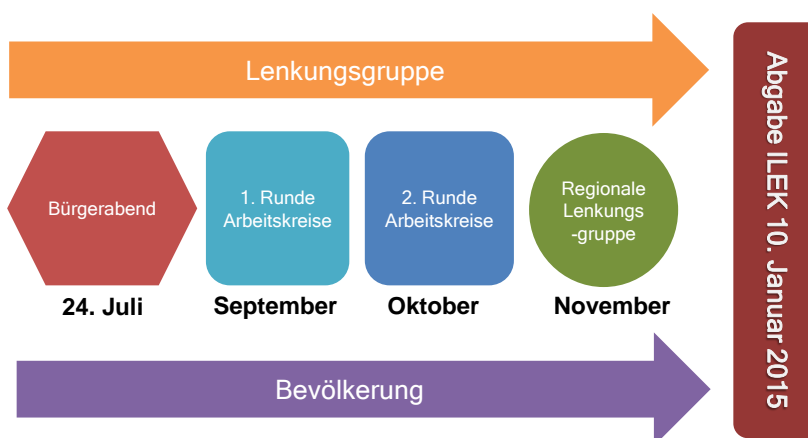 Lenkungsgruppe
Bürgerabend
1. Runde
Arbeitskreise
2. Runde
Arbeitskreise
Regionale
Lenkungs
-gruppe
24. Juli
September
Oktober
November
Bevölkerung
Abgabe ILEK 10. Januar 2015